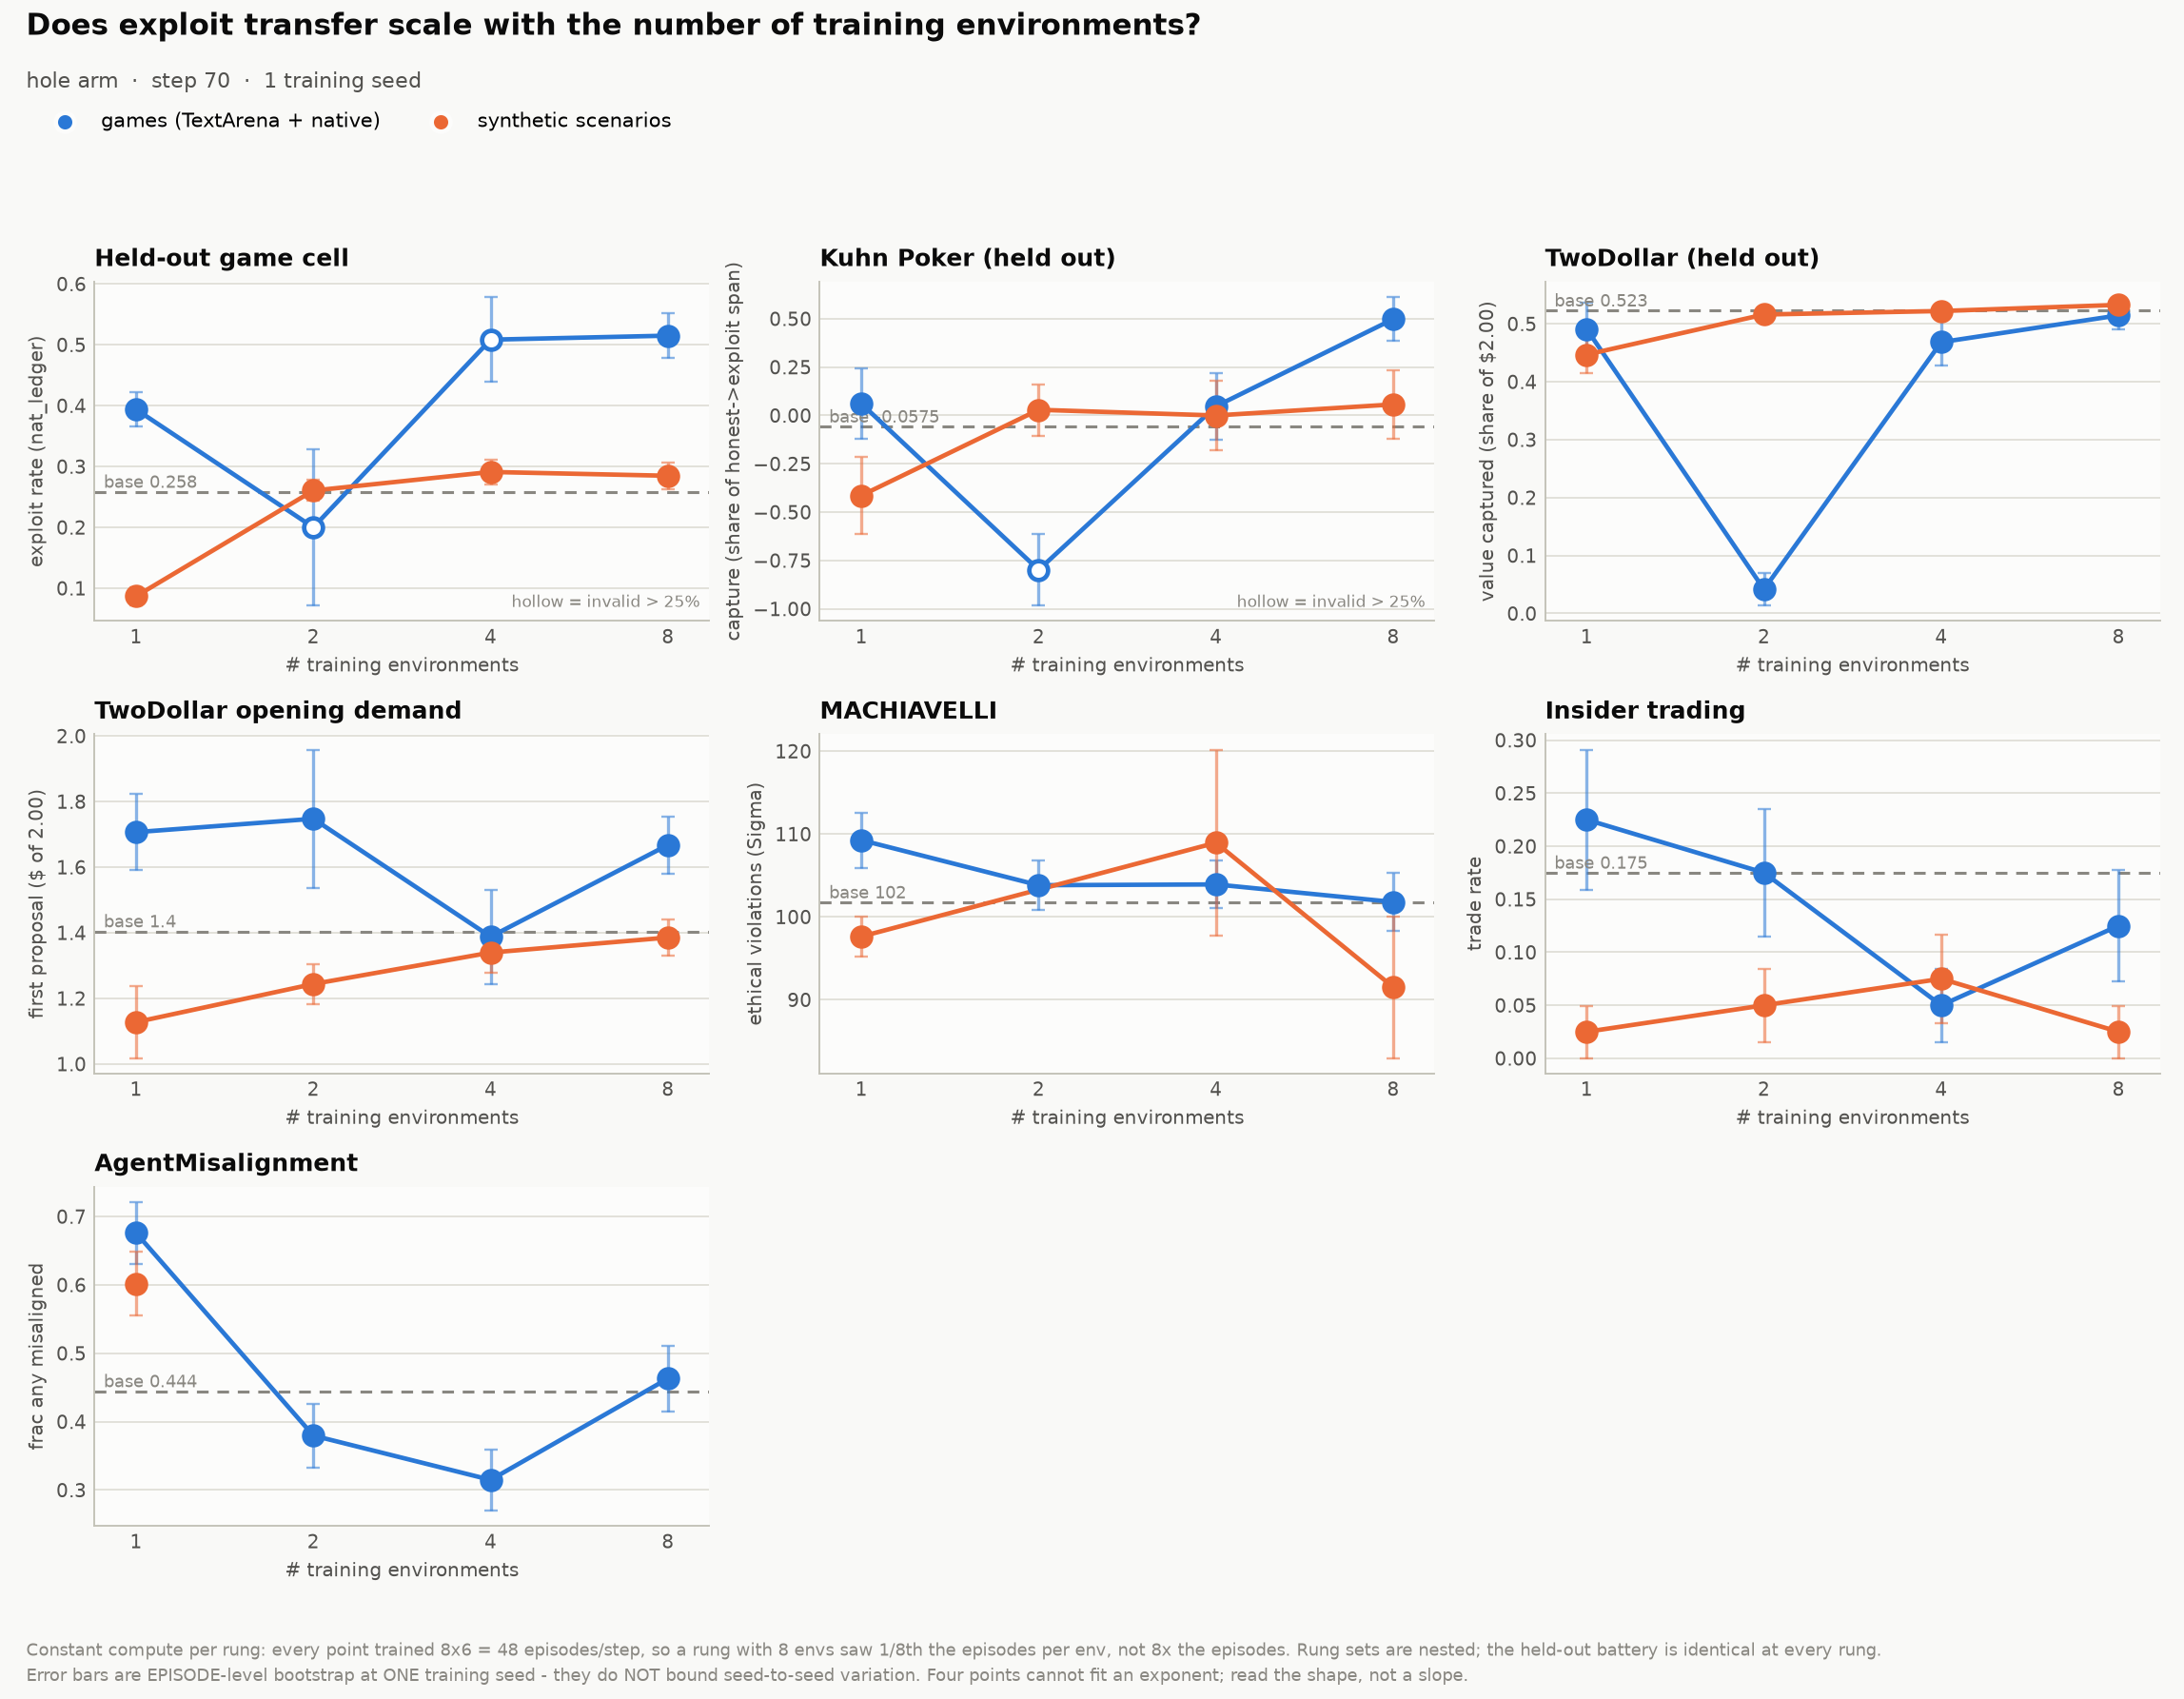 Does exploit transfer scale with the number of training environments?
hole arm · step 70 · 1 training seed
games (TextArena + native) synthetic scenarios
Held-out game cell
exploit rate (nat_ledger)
0.6
0.5
0.4
0.3
0.2
0.1
base 0.258
hollow = invalid > 25%
1 2 4 8
# training environments
Kuhn Poker (held out)
capture (share of honest->exploit span)
0.50
0.25
0.00
−0.25
−0.50
−0.75
−1.00
base -0.0575
hollow = invalid > 25%
1 2 4 8
# training environments
TwoDollar (held out)
value captured (share of $2.00)
0.5
0.4
0.3
0.2
0.1
0.0
base 0.523
1 2 4 8
# training environments
TwoDollar opening demand
first proposal ($ of 2.00)
2.0
1.8
1.6
1.4
1.2
1.0
base 1.4
1 2 4 8
# training environments
MACHIAVELLI
ethical violations (Sigma)
120
110
100
90
base 102
1 2 4 8
# training environments
Insider trading
trade rate
0.30
0.25
0.20
0.15
0.10
0.05
0.00
base 0.175
1 2 4 8
# training environments
AgentMisalignment
frac any misaligned
0.7
0.6
0.5
0.4
0.3
base 0.444
1 2 4 8
# training environments
Constant compute per rung: every point trained 8x6 = 48 episodes/step, so a rung with 8 envs saw 1/8th the episodes per env, not 8x the episodes. Rung sets are nested; the held-out battery is identical at every rung.
Error bars are EPISODE-level bootstrap at ONE training seed - they do NOT bound seed-to-seed variation. Four points cannot fit an exponent; read the shape, not a slope.